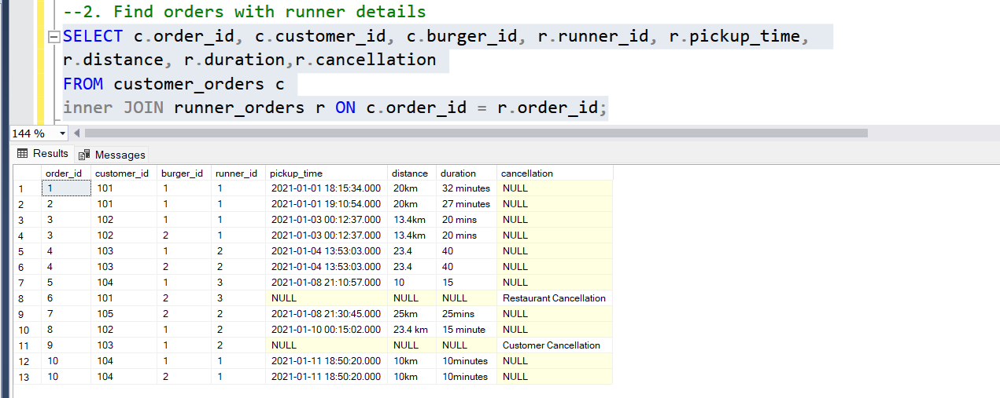 --2. Find orders with runner details
SELECT c.order_id, c.customer_id, c.burger_id, r.runner_id, r.pickup_time,
r.distance, r.duration,r.cancellation
FROM customer_orders c
inner JOIN runner_orders r ON c.order_id = r.order_id;
144 %
Results Messages
order_id customer_id burger_id runner_id pickup_time distance duration cancellation
1 1 101 1 1 2021-01-01 18:15:34.000 20km 32 minutes NULL
2 2 101 1 1 2021-01-01 19:10:54.000 20km 27 minutes NULL
3 3 102 1 1 2021-01-03 00:12:37.000 13.4km 20 mins NULL
4 3 102 2 1 2021-01-03 00:12:37.000 13.4km 20 mins NULL
5 4 103 1 2 2021-01-04 13:53:03.000 23.4 40 NULL
6 4 103 2 2 2021-01-04 13:53:03.000 23.4 40 NULL
7 5 104 1 3 2021-01-08 21:10:57.000 10 15 NULL
8 6 101 2 3 NULL NULL NULL Restaurant Cancellation
9 7 105 2 2 2021-01-08 21:30:45.000 25km 25mins NULL
10 8 102 1 2 2021-01-10 00:15:02.000 23.4 km 15 minute NULL
11 9 103 1 2 NULL NULL NULL Customer Cancellation
12 10 104 1 1 2021-01-11 18:50:20.000 10km 10minutes NULL
13 10 104 2 1 2021-01-11 18:50:20.000 10km 10minutes NULL